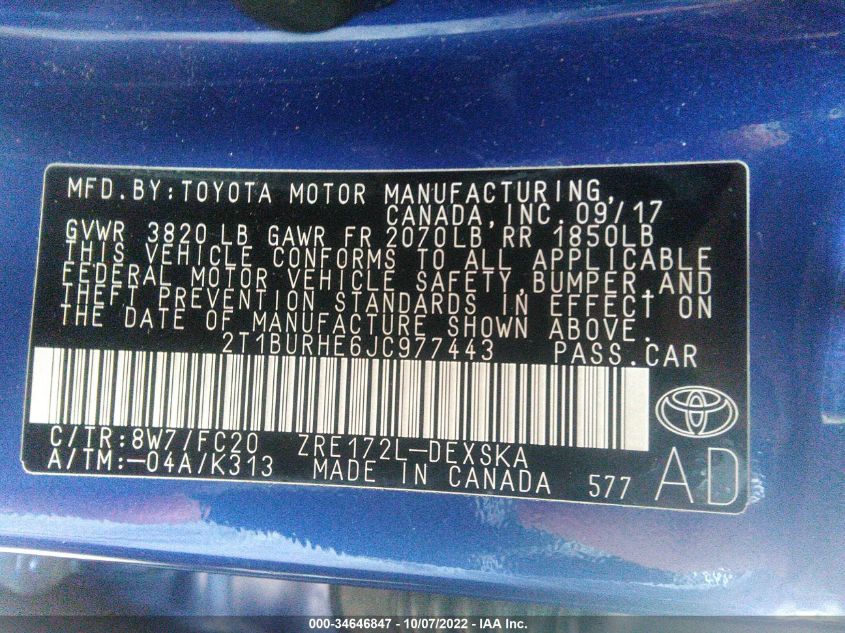 MFD.BY:TOYOTA MOTOR MANUFACTURING,
CANADA,INC. 09/17
GVWR 3820 LB GAWR FR 2070LB RR 1850LB
THIS VEHICLE CONFORMS TO ALL APPLICABLE
FEDERAL MOTOR VEHICLE SAFETY,BUMPER,AND
THEFT PREVENTION STANDARDS IN EFFECT ON
THE DATE OF MANUFACTURE SHOWN ABOVE.
2T1BURHE6JC977443 PASS.CAR
C/TR:8W7/FC20 ZRE172L-DEXSKA
A/TM:-04A/K313 MADE IN CANADA 577 AD
000-34646847 - 10/07/2022 - IAA Inc.